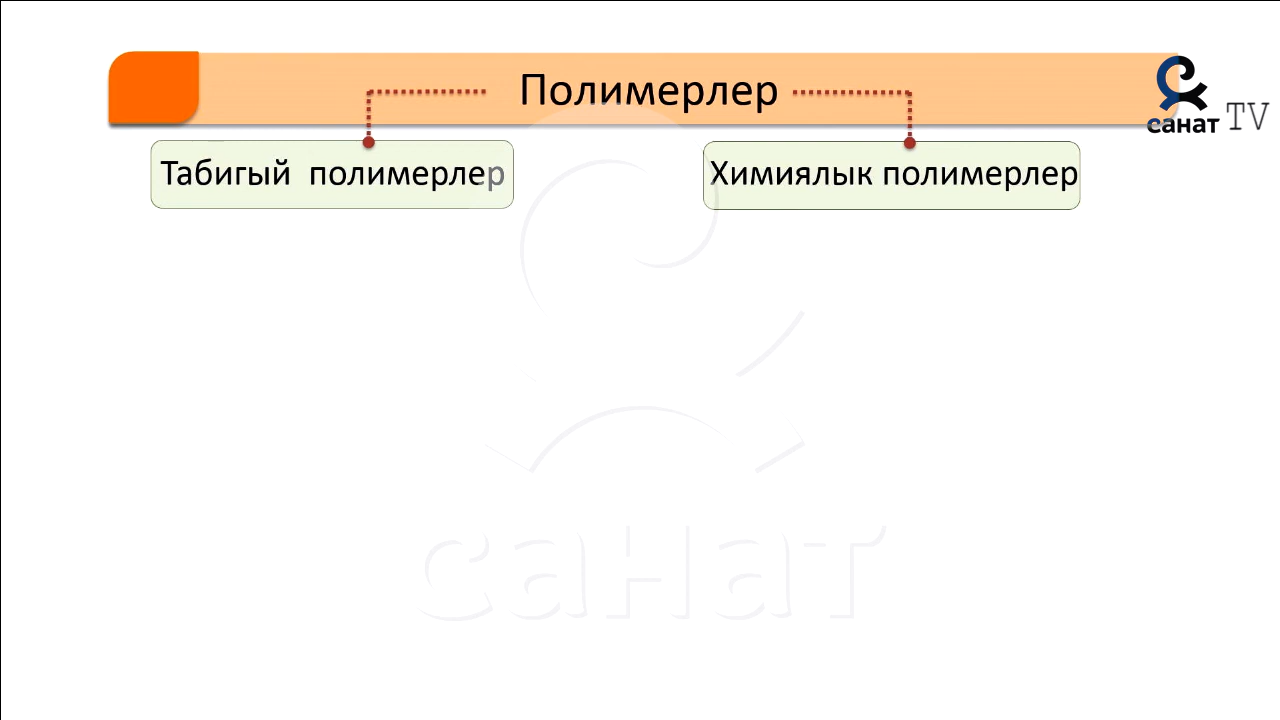 Полимерлер
санат TV
Табигый полимерлер
Химиялык полимерлер
санат